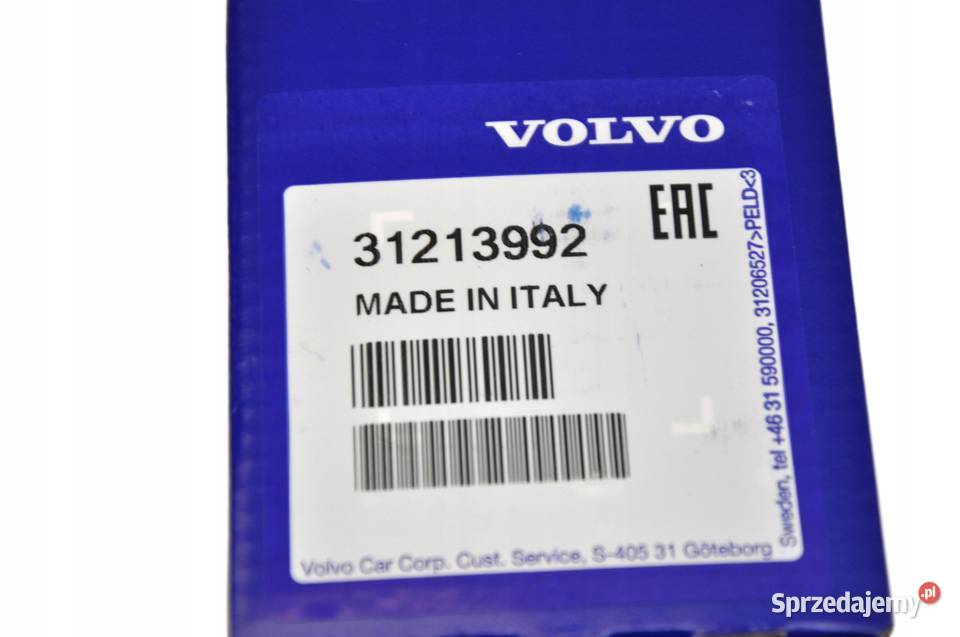 VOLVO
EAC
31213992
MADE IN ITALY
Volvo Car Corp. Cust. Service, S-405 31 Göteborg
Sweden, tel +46 31 590000, 31206527>PELD<3
Sprzedajemy.pl